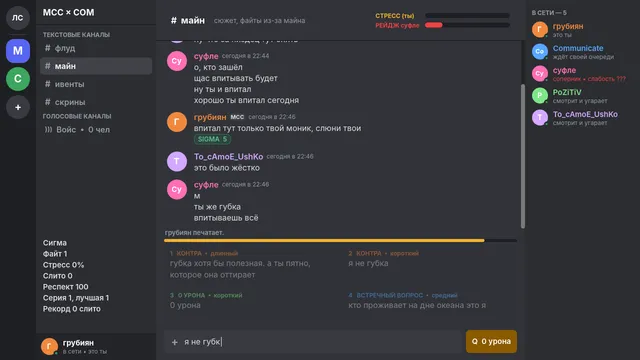 ЛС
M
C
+
МСС × COM
ТЕКСТОВЫЕ КАНАЛЫ
# флуд
# майн
# ивенты
# скрины
ГОЛОСОВЫЕ КАНАЛЫ
))) Войс • 0 чел
Сигма
Файт 1
Стресс 0%
Слито 0
Респект 100
Серия 1, лучшая 1
Рекорд 0 слито
Г
грубиян
в сети • это ты
# майн сюжет, файты из-за майна
СТРЕСС (ты)
РЕЙДЖ суфле
Су
суфле сегодня в 22:44
о, кто зашёл
щас впитывать будет
ну ты и впитал
хорошо ты впитал сегодня
Г
грубиян МСС сегодня в 22:46
впитал тут только твой моник, слюни твои
SIGMA 5
T
To_cAmoE_UshKo сегодня в 22:46
это было жёстко
Су
суфле сегодня в 22:46
м
ты же губка
впитываешь всё
грубиян печатает.
1 КОНТРА • длинный
губка хотя бы полезная. а ты пятно,
которое она оттирает
2 КОНТРА • короткий
я не губка
3 0 УРОНА • короткий
0 урона
4 ВСТРЕЧНЫЙ ВОПРОС • средний
кто проживает на дне океана это я
+ я не губк
Q 0 урона
В СЕТИ — 5
Г
грубиян
это ты
Co
Communicate
ждёт своей очереди
Су
суфле
соперник • слабость ???
P
PoZiTiV
смотрит и угарает
T
To_cAmoE_UshKo
смотрит и угарает